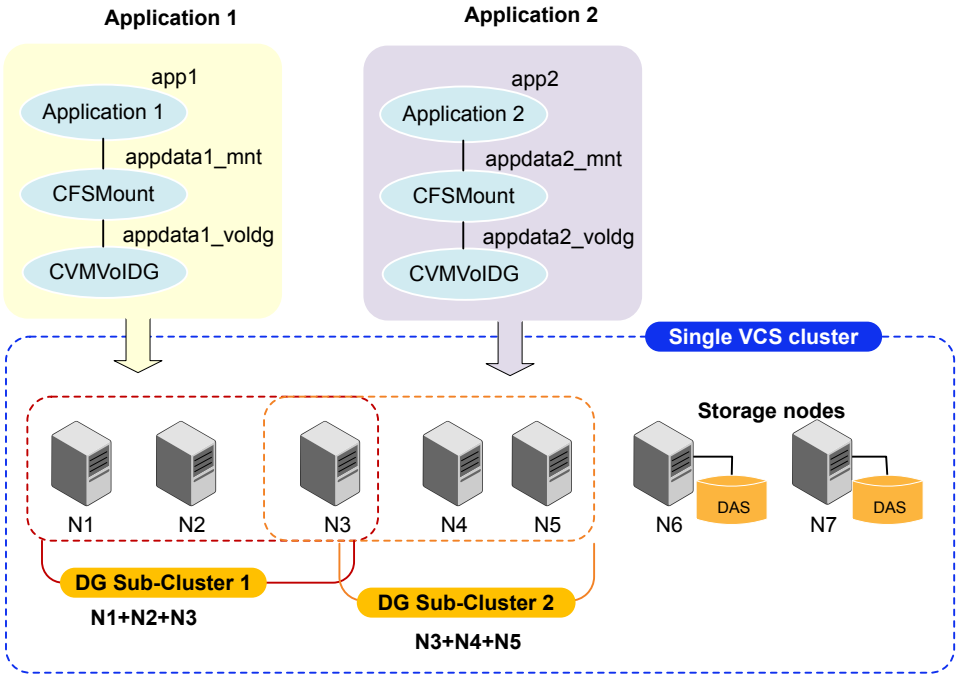 Application 1
Application 2
app1
Application 1
appdata1_mnt
CFSMount
appdata1_voldg
CVMVolDG
app2
Application 2
appdata2_mnt
CFSMount
appdata2_voldg
CVMVolDG
Single VCS cluster
Storage nodes
DAS
DAS
N1
N2
N3
N4
N5
N6
N7
DG Sub-Cluster 1
N1+N2+N3
DG Sub-Cluster 2
N3+N4+N5